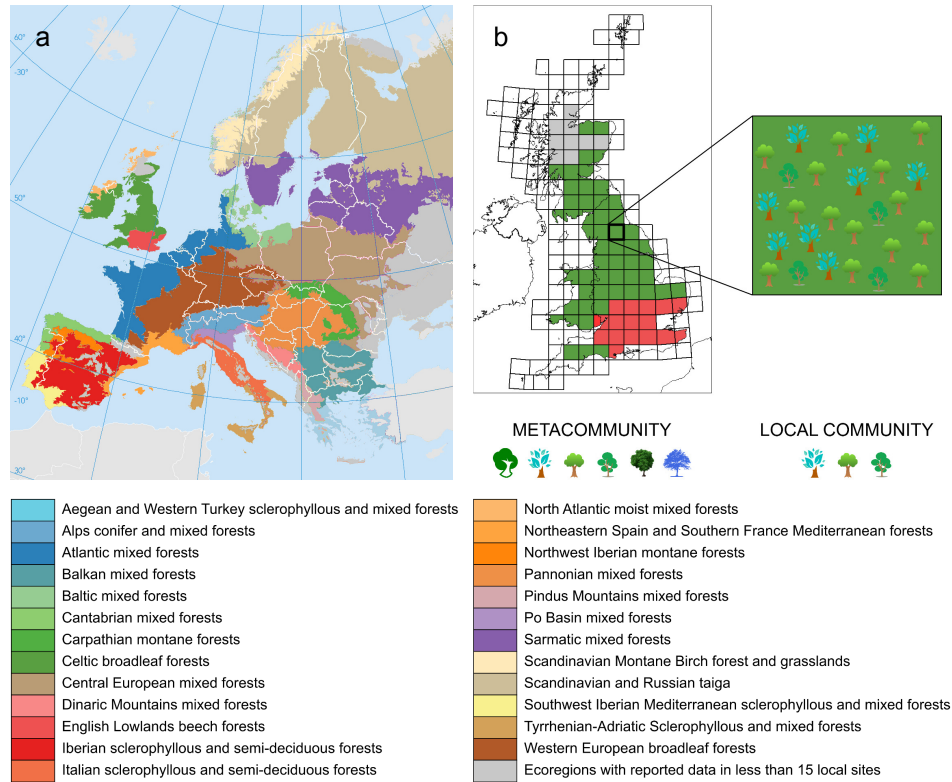 a
b
60°
-30°
50°
40°
-10°
30°
METACOMMUNITY
LOCAL COMMUNITY
Aegean and Western Turkey sclerophyllous and mixed forests
Alps conifer and mixed forests
Atlantic mixed forests
Balkan mixed forests
Baltic mixed forests
Cantabrian mixed forests
Carpathian montane forests
Celtic broadleaf forests
Central European mixed forests
Dinaric Mountains mixed forests
English Lowlands beech forests
Iberian sclerophyllous and semi-deciduous forests
Italian sclerophyllous and semi-deciduous forests
North Atlantic moist mixed forests
Northeastern Spain and Southern France Mediterranean forests
Northwest Iberian montane forests
Pannonian mixed forests
Pindus Mountains mixed forests
Po Basin mixed forests
Sarmatic mixed forests
Scandinavian Montane Birch forest and grasslands
Scandinavian and Russian taiga
Southwest Iberian Mediterranean sclerophyllous and mixed forests
Tyrrhenian-Adriatic Sclerophyllous and mixed forests
Western European broadleaf forests
Ecoregions with reported data in less than 15 local sites